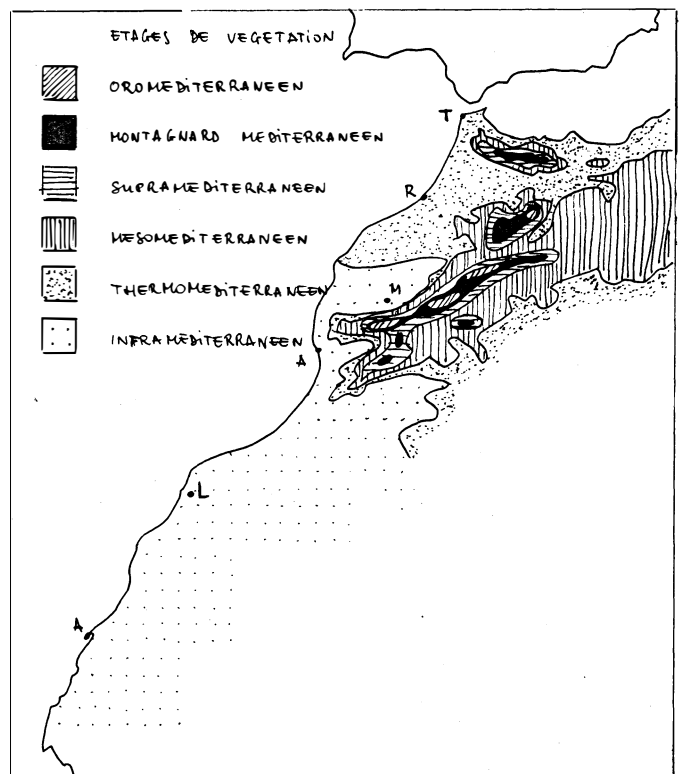 ETAGES DE VEGETATION
OROMEDITERRANEEN
MONTAGNARD MEDITERRANEEN
SUPRAMEDITERRANEEN
MESOMEDITERRANEEN
THERMOMEDITERRANEEN
INFRAMEDITERRANEEN
T
R
M
A
L
A